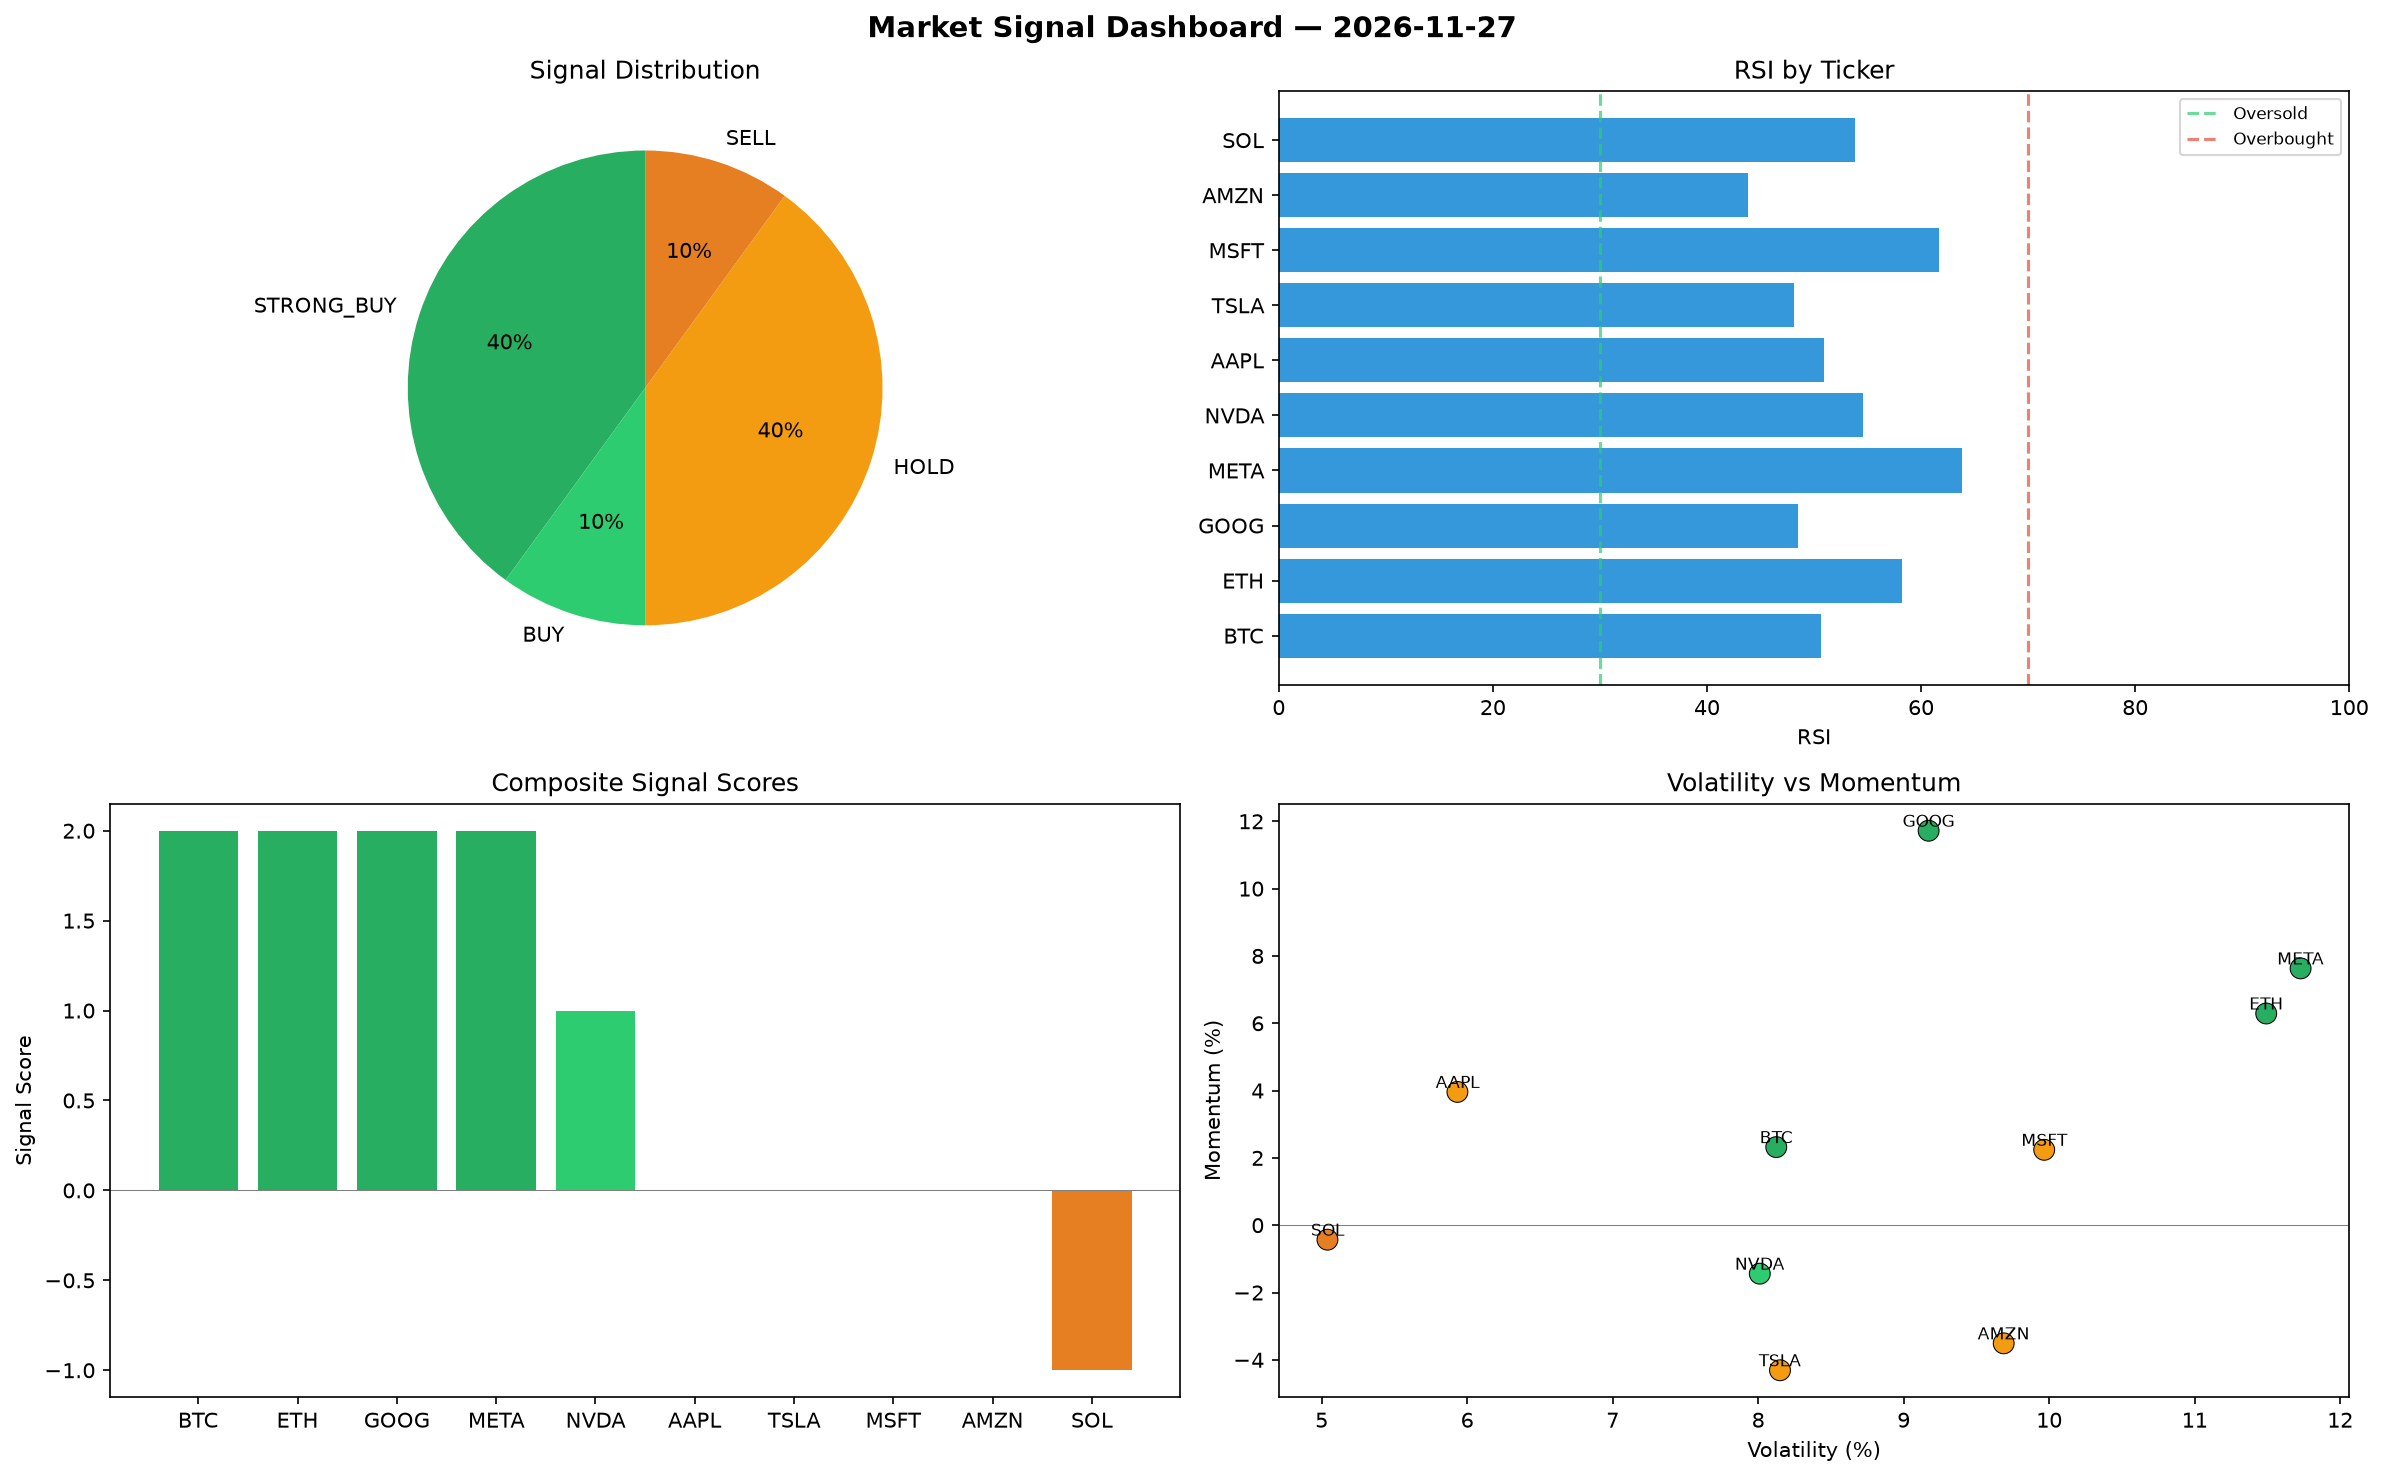 Market Signal Dashboard — 2026-11-27
Signal Distribution
SELL
10%
STRONG_BUY
40%
40%
HOLD
10%
BUY
RSI by Ticker
Oversold
Overbought
SOL
AMZN
MSFT
TSLA
AAPL
NVDA
META
GOOG
ETH
BTC
0 20 40 60 80 100
RSI
Composite Signal Scores
2.0
1.5
1.0
0.5
0.0
−0.5
−1.0
Signal Score
BTC ETH GOOG META NVDA AAPL TSLA MSFT AMZN SOL
Volatility vs Momentum
12
10
8
6
4
2
0
−2
−4
Momentum (%)
GOOG
META
ETH
AAPL
BTC
MSFT
SOL
NVDA
AMZN
TSLA
5 6 7 8 9 10 11 12
Volatility (%)